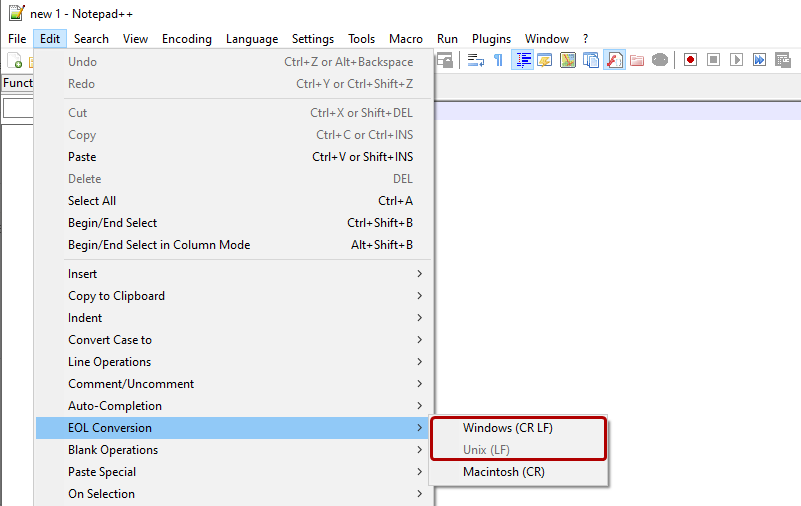 new 1 - Notepad++
File Edit Search View Encoding Language Settings Tools Macro Run Plugins Window ?
Undo Ctrl+Z or Alt+Backspace
Redo Ctrl+Y or Ctrl+Shift+Z
Funct
Cut Ctrl+X or Shift+DEL
Copy Ctrl+C or Ctrl+INS
Paste Ctrl+V or Shift+INS
Delete DEL
Select All Ctrl+A
Begin/End Select Ctrl+Shift+B
Begin/End Select in Column Mode Alt+Shift+B
Insert
Copy to Clipboard
Indent
Convert Case to
Line Operations
Comment/Uncomment
Auto-Completion
EOL Conversion
Windows (CR LF)
Blank Operations
Unix (LF)
Paste Special
Macintosh (CR)
On Selection